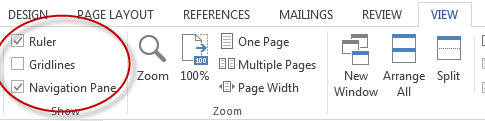 DESIGN PAGE LAYOUT REFERENCES MAILINGS REVIEW VIEW
Ruler
Gridlines
Navigation Pane
Show
Zoom
100
100%
One Page
Multiple Pages
Page Width
Zoom
New
Window
Arrange
All
Split